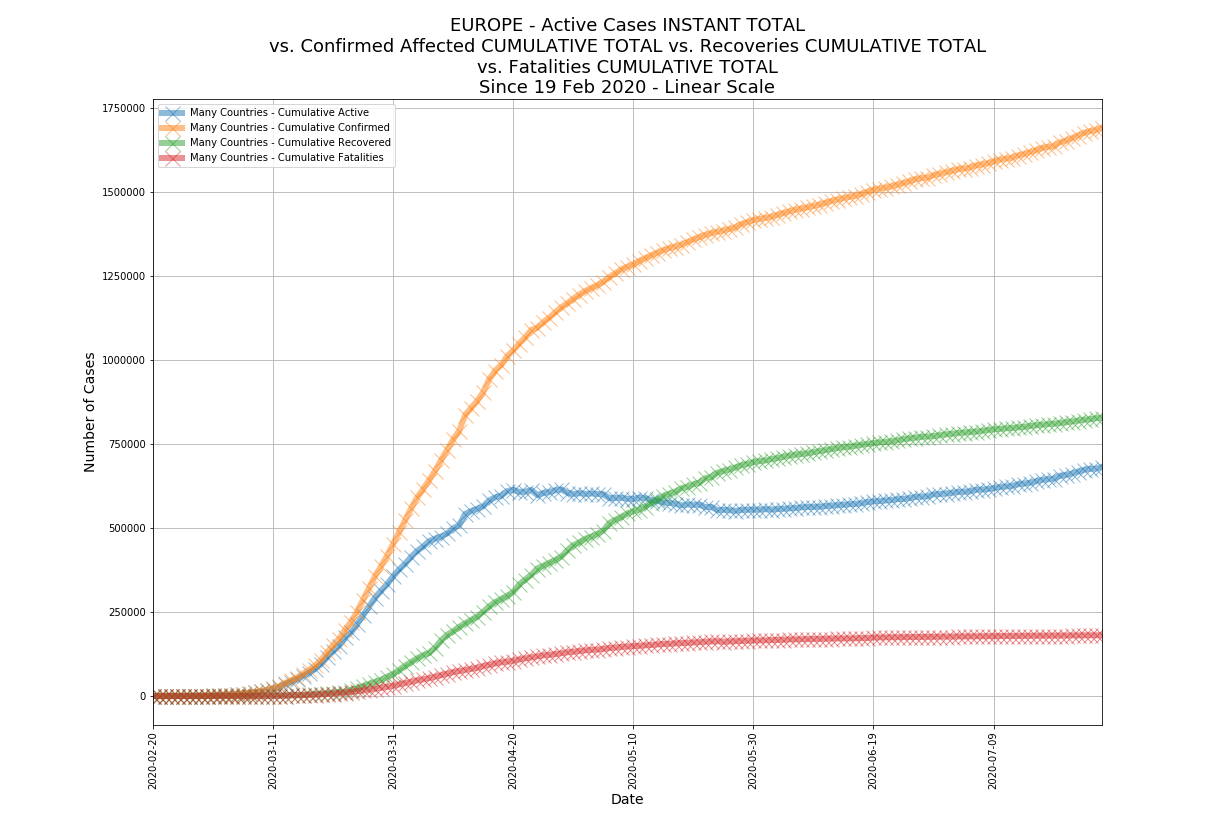 EUROPE - Active Cases INSTANT TOTAL
vs. Confirmed Affected CUMULATIVE TOTAL vs. Recoveries CUMULATIVE TOTAL
vs. Fatalities CUMULATIVE TOTAL
Since 19 Feb 2020 - Linear Scale
Many Countries - Cumulative Active
Many Countries - Cumulative Confirmed
Many Countries - Cumulative Recovered
Many Countries - Cumulative Fatalities
1750000
1500000
1250000
1000000
750000
500000
250000
0
Number of Cases
2020-02-20
2020-03-11
2020-03-31
2020-04-20
2020-05-10
2020-05-30
2020-06-19
2020-07-09
Date